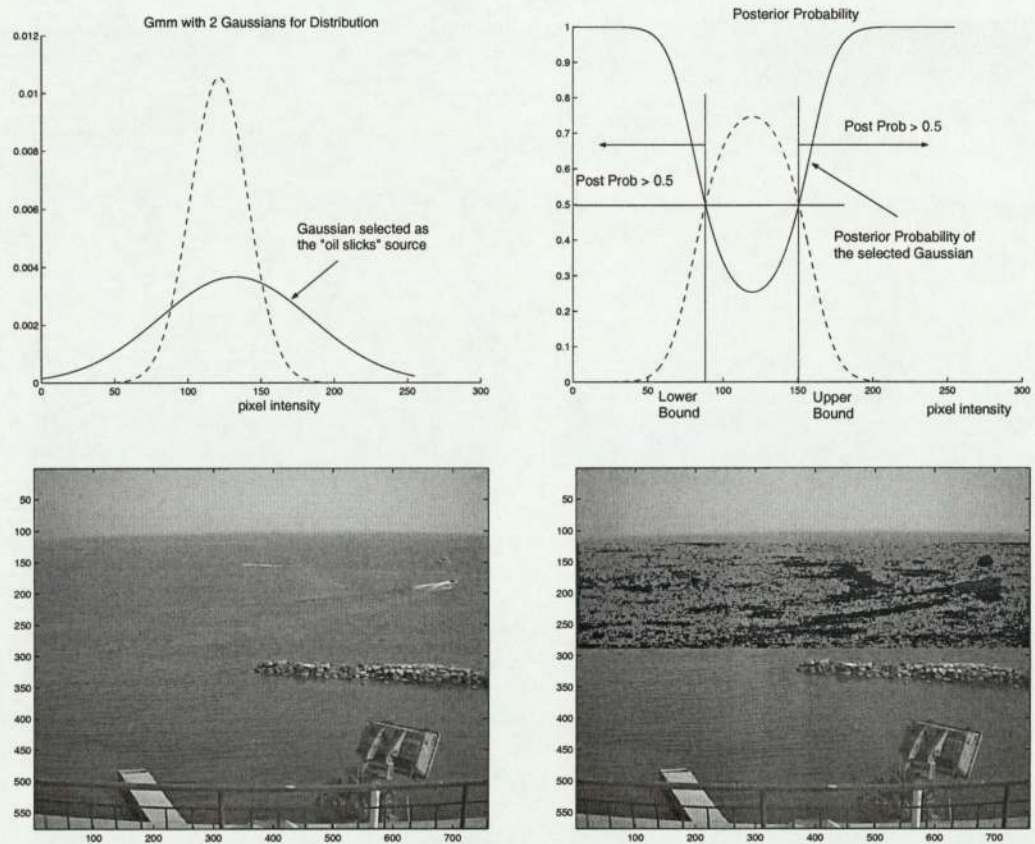 Gmm with 2 Gaussians for Distribution
0.012
0.01
0.008
0.006
0.004
0.002
0
Gaussian selected as
the "oil slicks" source
0 50 100 150 200 250 300
pixel intensity
Posterior Probability
1
0.9
0.8
0.7
0.6
0.5
0.4
0.3
0.2
0.1
0
Post Prob > 0.5
Post Prob > 0.5
Posterior Probability of
the selected Gaussian
0 50 100 150 200 250 300
Lower
Bound
Upper
Bound
pixel intensity
50
100
150
200
250
300
350
400
450
500
550
100 200 300 400 500 600 700
50
100
150
200
250
300
350
400
450
500
550
100 200 300 400 500 600 700